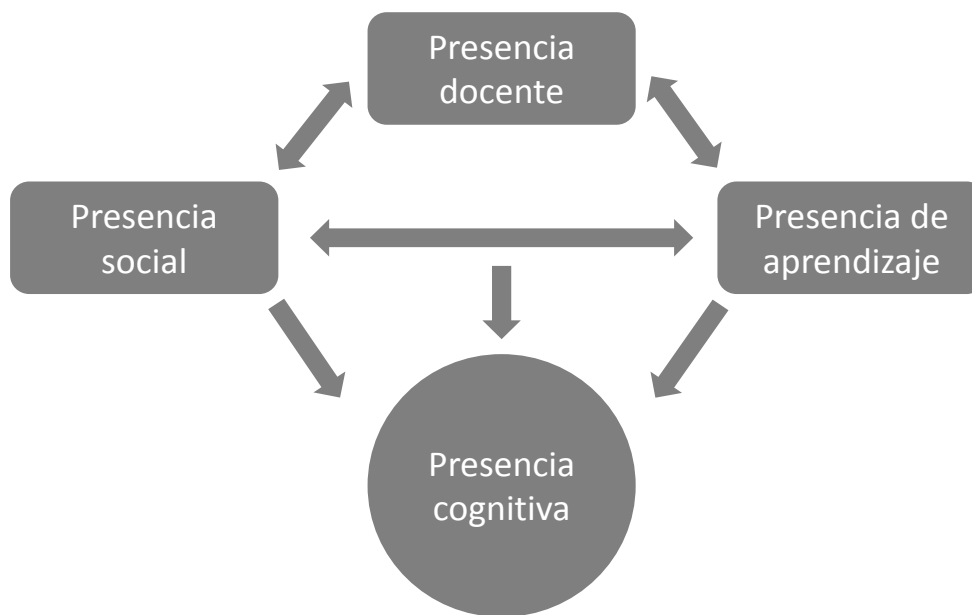 Presencia
docente
Presencia
social
Presencia de
aprendizaje
Presencia
cognitiva